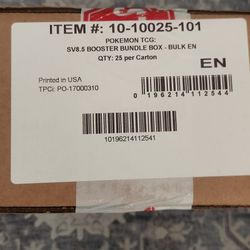 ITEM #: 10-10025-101
POKEMON TCG:
SV8.5 BOOSTER BUNDLE BOX - BULK EN
QTY: 25 per Carton
EN
Printed in USA
TPCi: PO-17000310
0 196214 112544
10196214112541